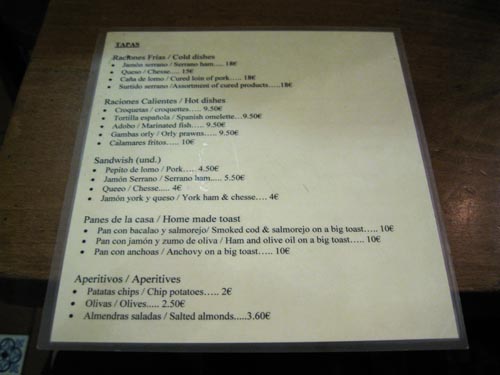 TAPAS
Raciones Frías / Cold dishes
• Jamón serrano / Serrano ham.... 18€
• Queso / Chesse.... 15€
• Caña de lomo / Cured loin of pork..... 18€
• Surtido serrano /Assortment of cured products.....18€
Raciones Calientes / Hot dishes
• Croquetas / croquettes..... 9.50€
• Tortilla española / Spanish omelette...9.50€
• Adobo / Marinated fish..... 9.50€
• Gambas orly / Orly prawns..... 9.50€
• Calamares fritos..... 10€
Sandwish (und.)
• Pepito de lomo / Pork..... 4.50€
• Jamón Serrano / Serrano ham..... 5.50€
• Queeo / Chesse..... 4€
• Jamón york y queso / York ham & chesse.... 4€
Panes de la casa / Home made toast
• Pan con bacalao y salmorejo/ Smoked cod & salmorejo on a big toast..... 10€
• Pan con jamón y zumo de oliva / Ham and olive oil on a big toast..... 10€
• Pan con anchoas / Anchovy on a big toast..... 10€
Aperitivos / Aperitives
• Patatas chips / Chip potatoes..... 2€
• Olivas / Olives..... 2.50€
• Almendras saladas / Salted almonds.....3.60€